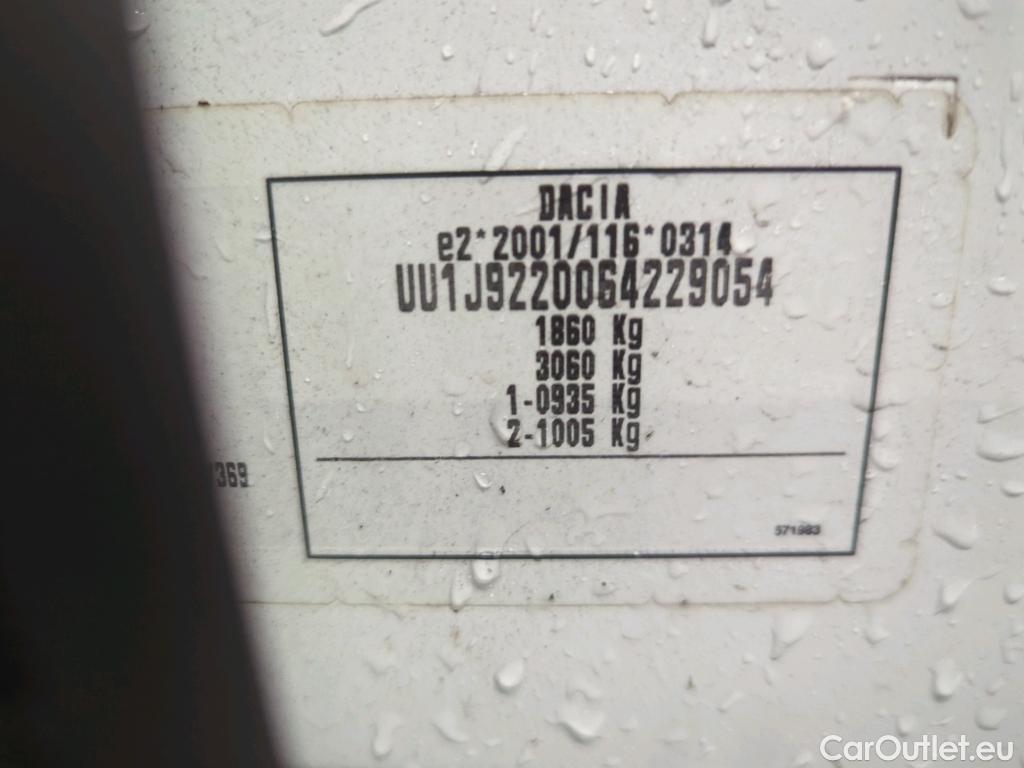 DACIA
e2*2001/116*0314
UU1J9220064229054
1860 Kg
3060 Kg
1-0935 Kg
2-1005 Kg
369
571983
CarOutlet.eu